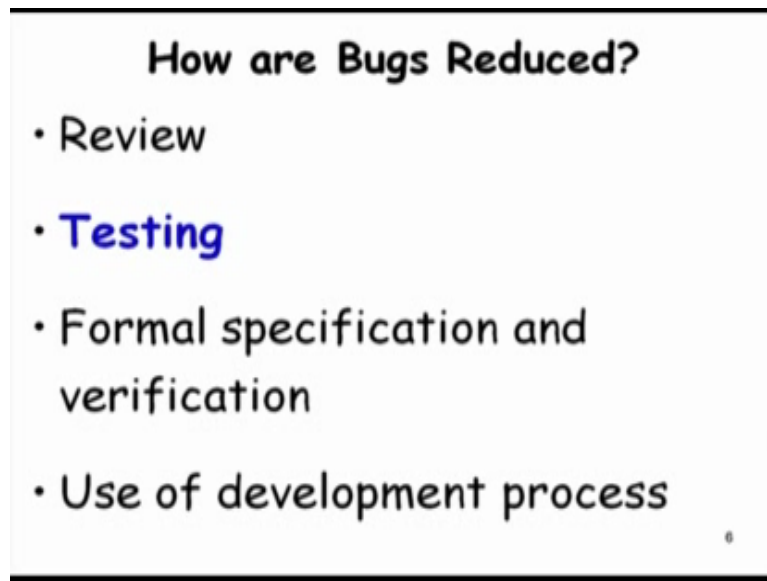 How are Bugs Reduced?
• Review
• Testing
• Formal specification and
verification
• Use of development process
6